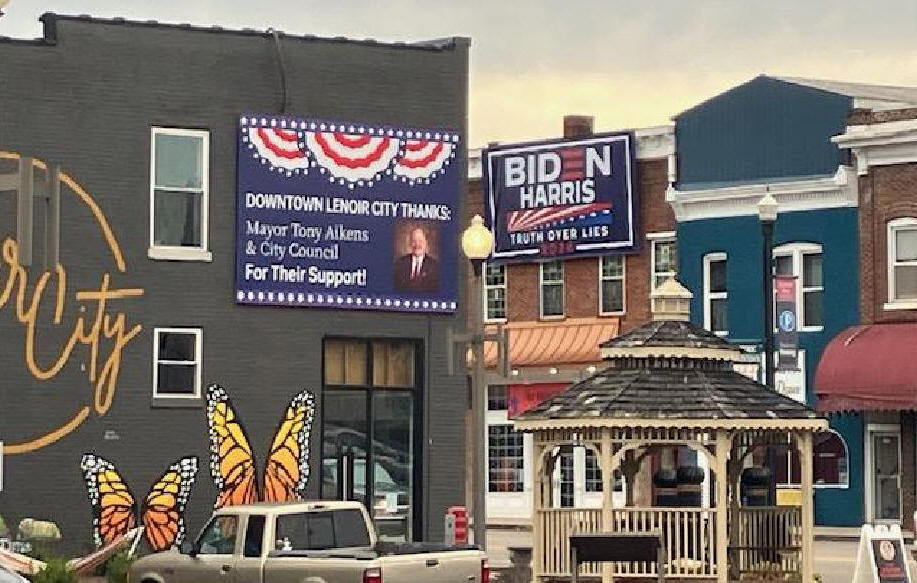 City
DOWNTOWN LENOIR CITY THANKS:
Mayor Tony Aikens
& City Council
For Their Support!
BIDEN
HARRIS
TRUTH OVER LIES
P